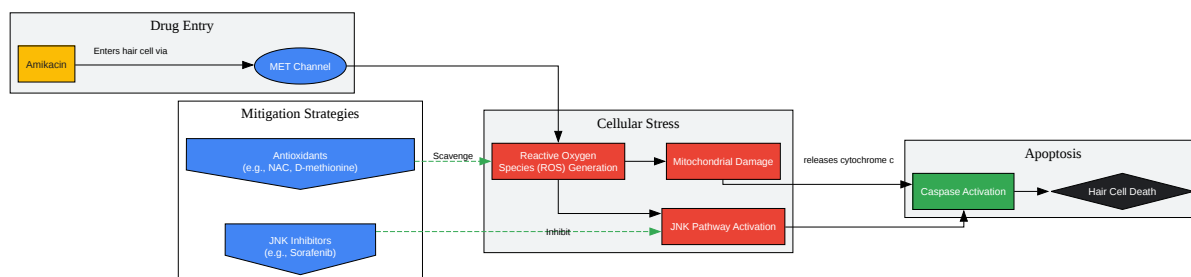 Drug Entry
Amikacin
Enters hair cell via
MET Channel
Mitigation Strategies
Antioxidants
(e.g., NAC, D-methionine)
Scavenge
JNK Inhibitors
(e.g., Sorafenib)
Inhibit
Cellular Stress
Reactive Oxygen
Species (ROS) Generation
Mitochondrial Damage
JNK Pathway Activation
releases cytochrome c
Apoptosis
Caspase Activation
Hair Cell Death